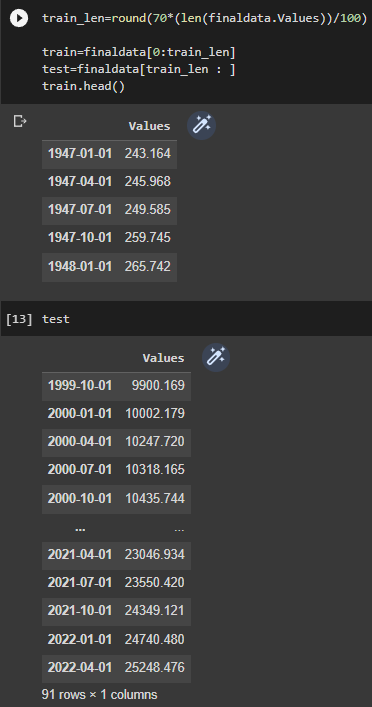 train_len=round(70*(len(finaldata.Values))/100)
train=finaldata[0:train_len]
test=finaldata[train_len : ]
train.head()
Values
1947-01-01 243.164
1947-04-01 245.968
1947-07-01 249.585
1947-10-01 259.745
1948-01-01 265.742
[13] test
Values
1999-10-01 9900.169
2000-01-01 10002.179
2000-04-01 10247.720
2000-07-01 10318.165
2000-10-01 10435.744
... ...
2021-04-01 23046.934
2021-07-01 23550.420
2021-10-01 24349.121
2022-01-01 24740.480
2022-04-01 25248.476
91 rows × 1 columns